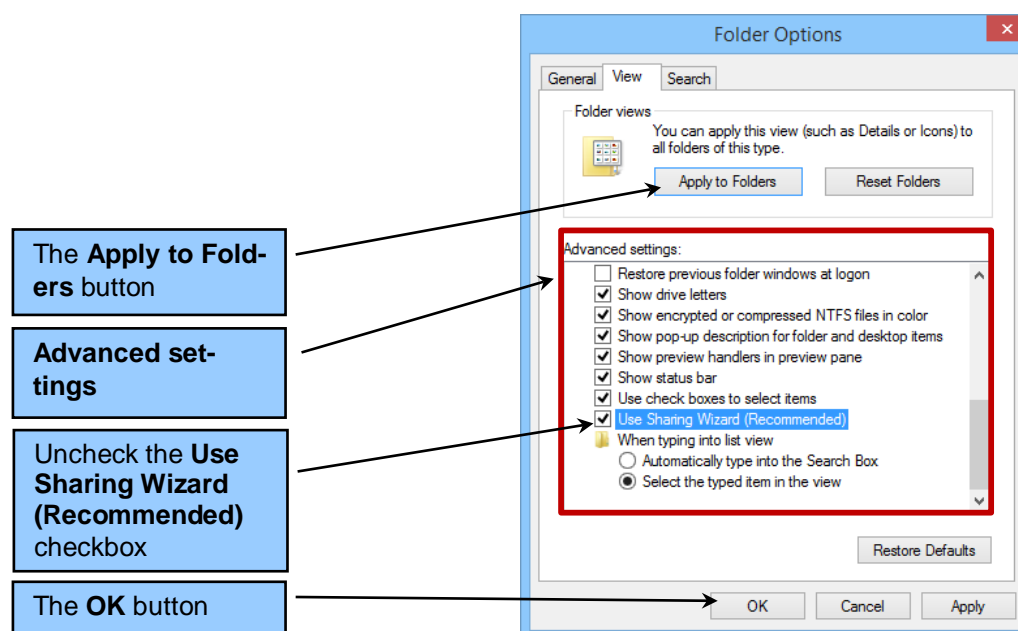 Folder Options
General View Search
Folder views
You can apply this view (such as Details or Icons) to
all folders of this type.
Apply to Folders Reset Folders
The Apply to Fold-
ers button
Advanced settings:
Restore previous folder windows at logon
Show drive letters
Show encrypted or compressed NTFS files in color
Show pop-up description for folder and desktop items
Show preview handlers in preview pane
Show status bar
Use check boxes to select items
Use Sharing Wizard (Recommended)
When typing into list view
Automatically type into the Search Box
Select the typed item in the view
Advanced set-
tings
Uncheck the Use
Sharing Wizard
(Recommended)
checkbox
Restore Defaults
The OK button
OK Cancel Apply